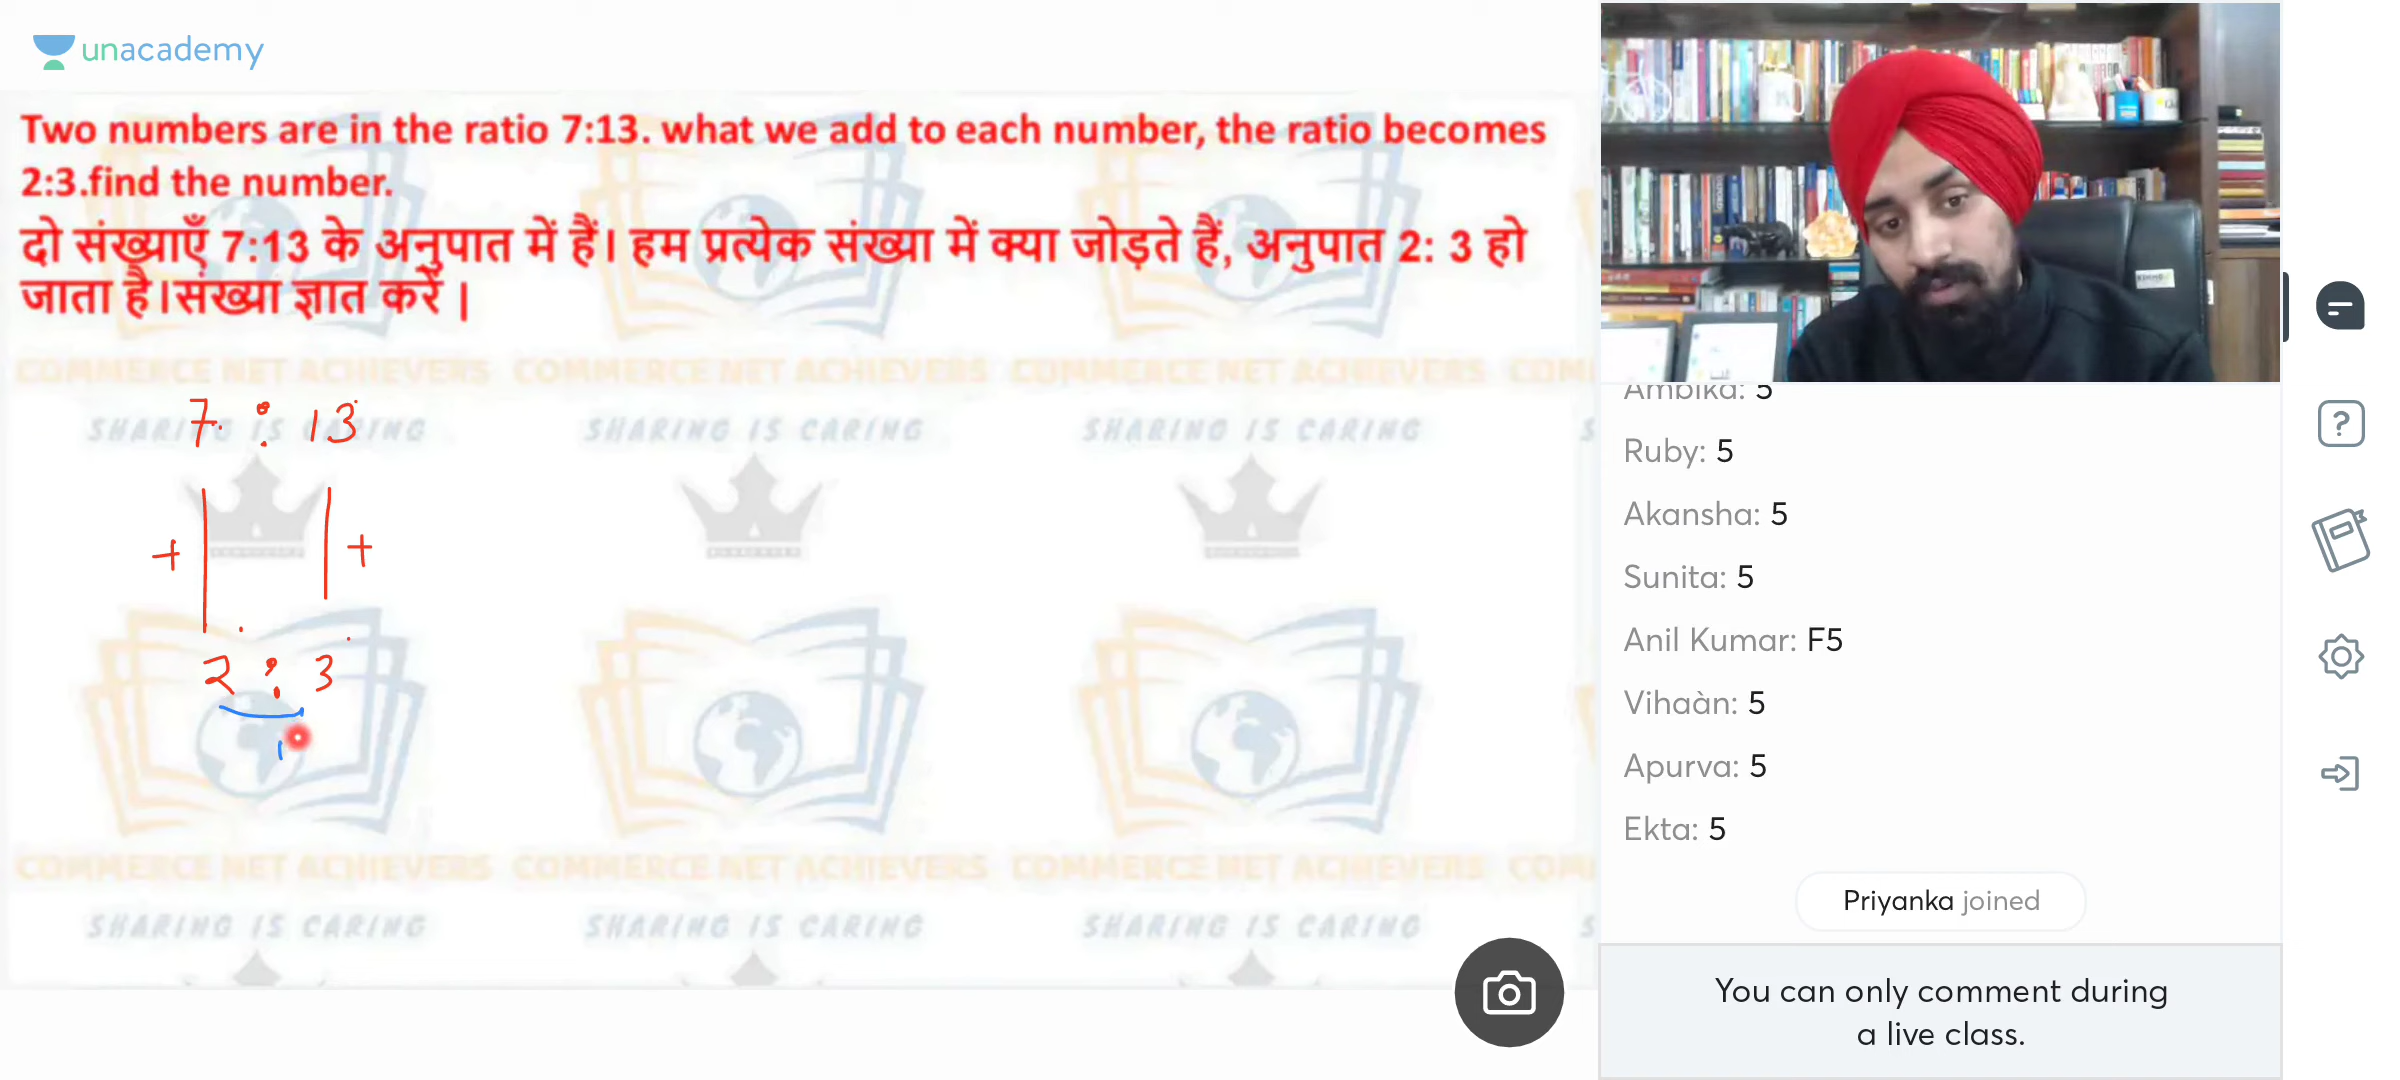 unacademy
Two numbers are in the ratio 7:13. what we add to each number, the ratio becomes
2:3.find the number.
दो संख्याएँ 7:13 के अनुपात में हैं। हम प्रत्येक संख्या में क्या जोड़ते हैं, अनुपात 2: 3 हो
जाता है।संख्या ज्ञात करें |
COMMERCE NET ACHIEVERS COMMERCE NET ACHIEVERS COMMERCE NET ACHIEVERS COM
SHARING IS CARING SHARING IS CARING SHARING IS CARING S
7 : 13
+ +
2 : 3
1
COMMERCE NET ACHIEVERS COMMERCE NET ACHIEVERS COMMERCE NET ACHIEVERS COM
SHARING IS CARING SHARING IS CARING SHARING IS CARING S
Ambika: 5
Ruby: 5
Akansha: 5
Sunita: 5
Anil Kumar: F5
Vihaàn: 5
Apurva: 5
Ekta: 5
Priyanka joined
You can only comment during
a live class.
?